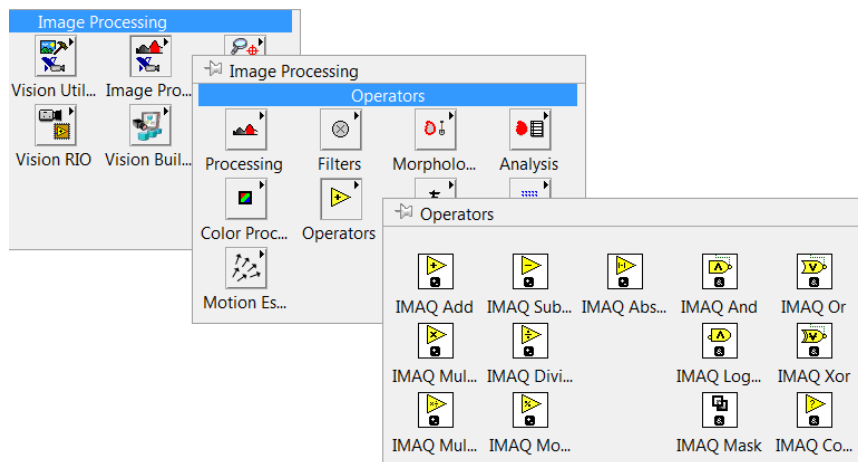 Image Processing
Vision Util... Image Pro...
Vision RIO Vision Buil...
Image Processing
Operators
Processing Filters Morpholo... Analysis
Color Proc... Operators
Motion Es...
Operators
IMAQ Add IMAQ Sub... IMAQ Abs... IMAQ And IMAQ Or
IMAQ Mul... IMAQ Divi... IMAQ Log... IMAQ Xor
IMAQ Mul... IMAQ Mo... IMAQ Mask IMAQ Co...